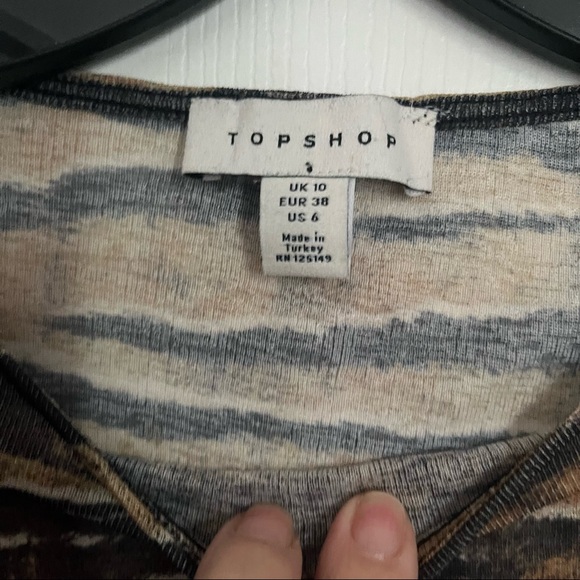 TOPSHOP
UK 10
EUR 38
US 6
Made in
Turkey
RN 125149